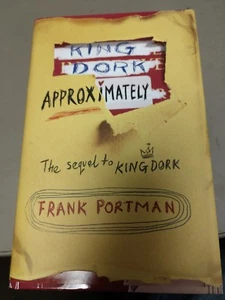 KING
DORK
APPROXiMATELY
The sequel to KING DORK
FRANK PORTMAN